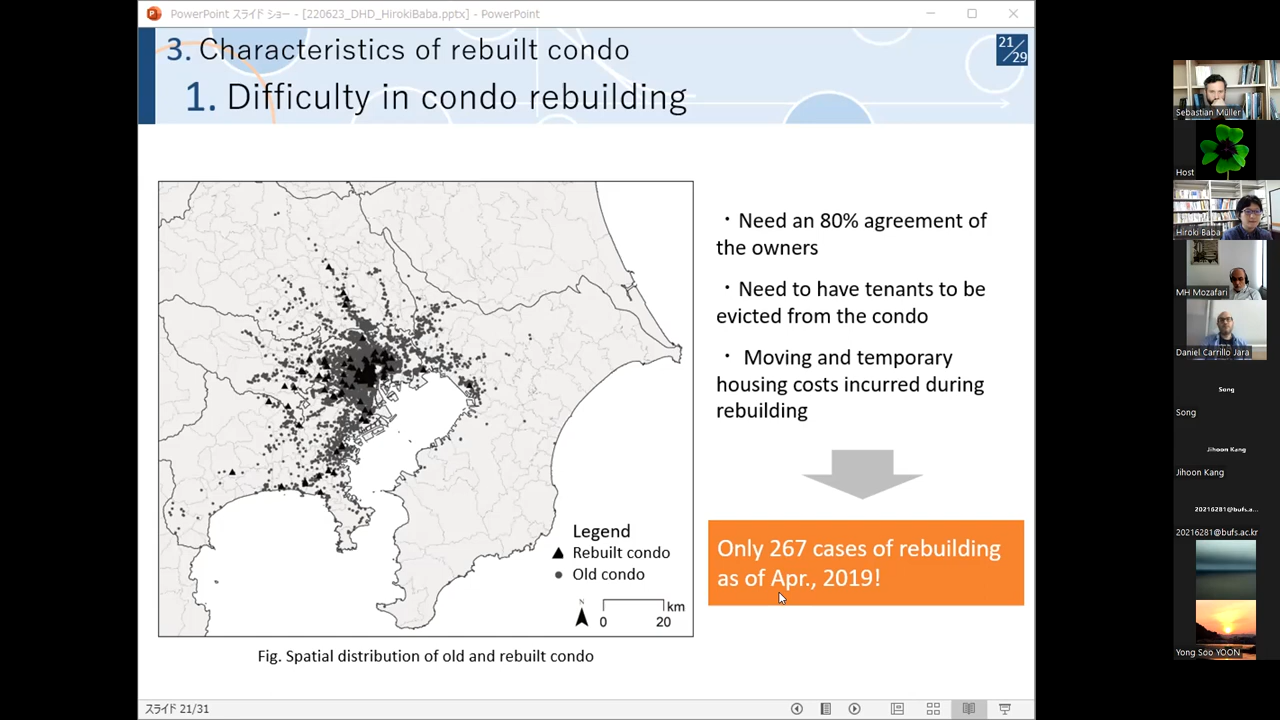 PowerPoint スライド ショー - [220623_DHD_HirokiBaba.pptx] - PowerPoint
3. Characteristics of rebuilt condo
21/29
1. Difficulty in condo rebuilding
・Need an 80% agreement of
the owners
・Need to have tenants to be
evicted from the condo
・ Moving and temporary
housing costs incurred during
rebuilding
Only 267 cases of rebuilding
as of Apr., 2019!
Legend
Rebuilt condo
Old condo
N
km
0 20
Fig. Spatial distribution of old and rebuilt condo
スライド 21/31
Sebastian Müller
Host
Hiroki Baba
MH Mozafari
Daniel Carrillo Jara
Song
Song
Jihoon Kang
Jihoon Kang
20216281@bufs.a...
20216281@bufs.ac.kr
Yong Soo YOON